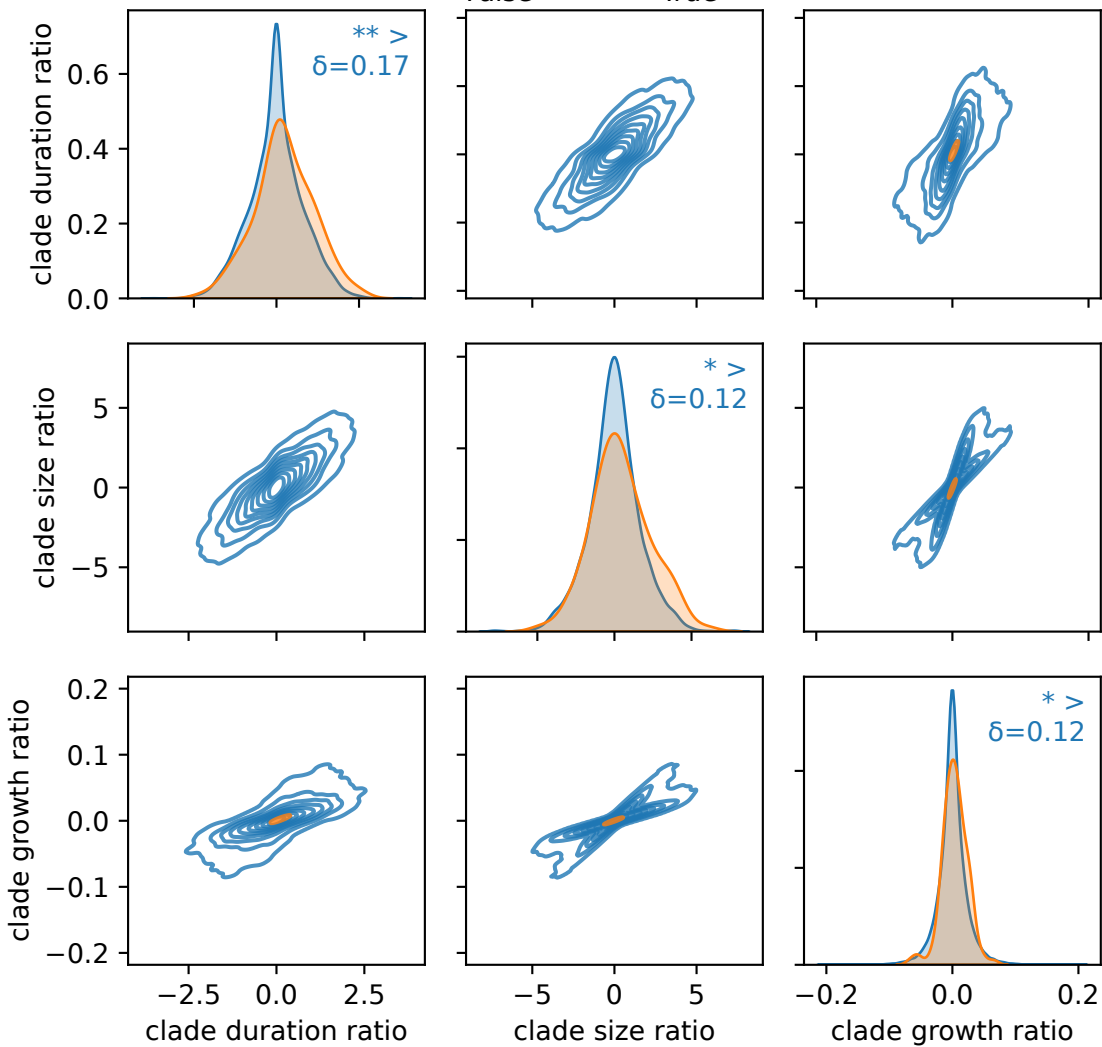 clade duration ratio
0.6
0.4
0.2
0.0
** >
δ=0.17
clade size ratio
5
0
−5
* >
δ=0.12
clade growth ratio
0.2
0.1
0.0
−0.1
−0.2
* >
δ=0.12
−2.5 0.0 2.5
−5 0 5
−0.2 0.0 0.2
clade duration ratio
clade size ratio
clade growth ratio